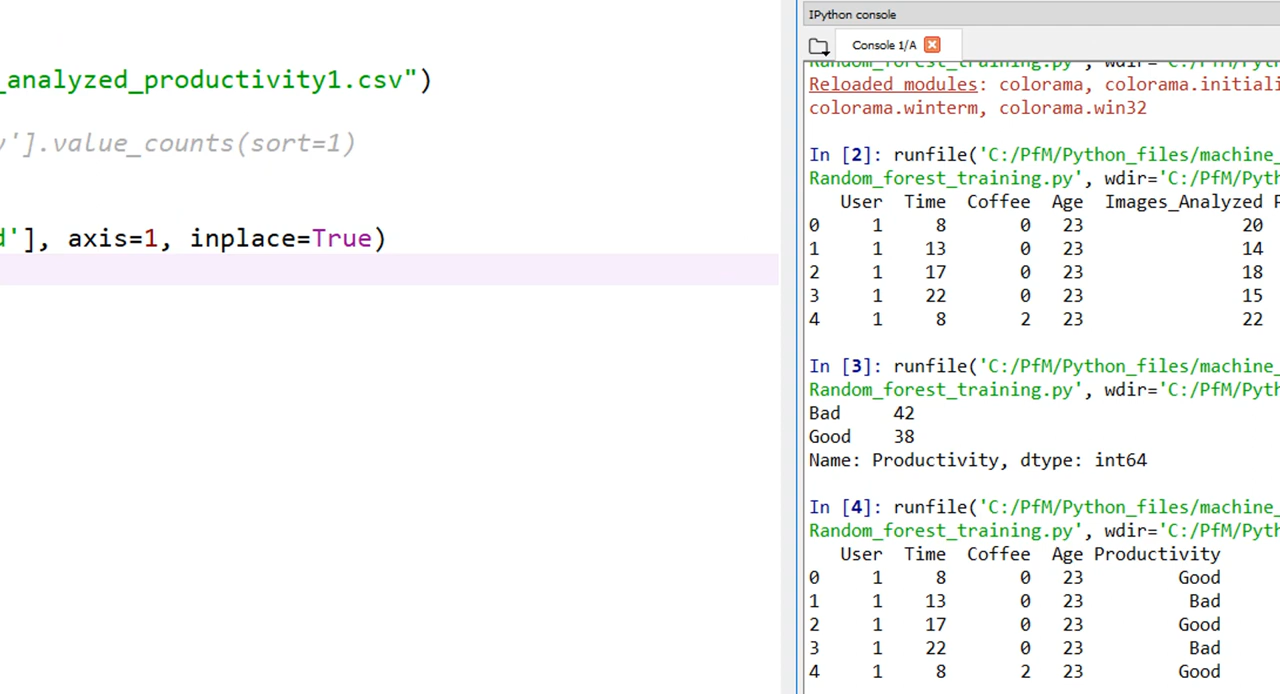 _analyzed_productivity1.csv")
'].value_counts(sort=1)
'], axis=1, inplace=True)
IPython console
Console 1/A
Random_forest_training.py', wdir='C:/PfM/Pyth
Reloaded modules: colorama, colorama.initiali
colorama.winterm, colorama.win32
In [2]: runfile('C:/PfM/Python_files/machine_
Random_forest_training.py', wdir='C:/PfM/Pyth
User Time Coffee Age Images_Analyzed P
0 1 8 0 23 20
1 1 13 0 23 14
2 1 17 0 23 18
3 1 22 0 23 15
4 1 8 2 23 22
In [3]: runfile('C:/PfM/Python_files/machine_
Random_forest_training.py', wdir='C:/PfM/Pyth
Bad 42
Good 38
Name: Productivity, dtype: int64
In [4]: runfile('C:/PfM/Python_files/machine_
Random_forest_training.py', wdir='C:/PfM/Pyth
User Time Coffee Age Productivity
0 1 8 0 23 Good
1 1 13 0 23 Bad
2 1 17 0 23 Good
3 1 22 0 23 Bad
4 1 8 2 23 Good